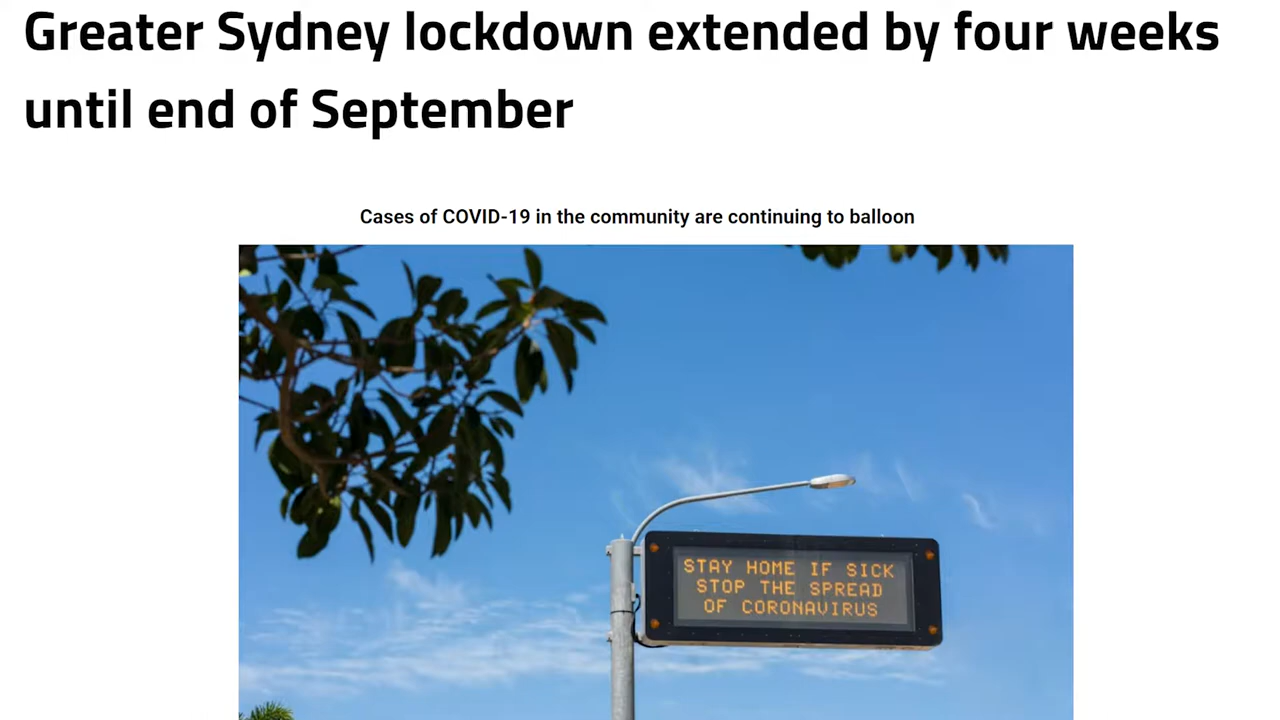 Greater Sydney lockdown extended by four weeks
until end of September
Cases of COVID-19 in the community are continuing to balloon
STAY HOME IF SICK
STOP THE SPREAD
OF CORONAVIRUS